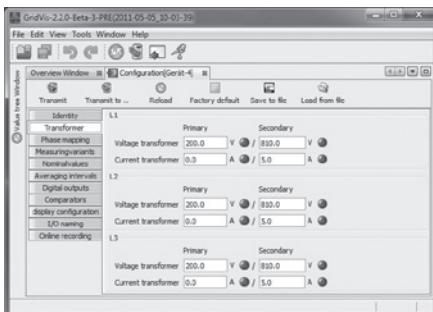 GridVis-2.2.0-Beta-3-PRE(2011-05-05_10-03)-39
File Edit View Tools Window Help
Value tree Window
Overview Window Configuration[Gerät-4]
Transmit Transmit to ... Reload Factory default Save to file Load from file
Identity
Transformer
Phase mapping
Measuringvariants
Nominalvalues
Averaging intervals
Digital outputs
Comparators
display configuration
I/O naming
Online recording
L1
Primary Secondary
Voltage transformer 200.0 V / 810.0 V
Current transformer 0.0 A / 5.0 A
L2
Primary Secondary
Voltage transformer 200.0 V / 810.0 V
Current transformer 0.0 A / 5.0 A
L3
Primary Secondary
Voltage transformer 200.0 V / 810.0 V
Current transformer 0.0 A / 5.0 A